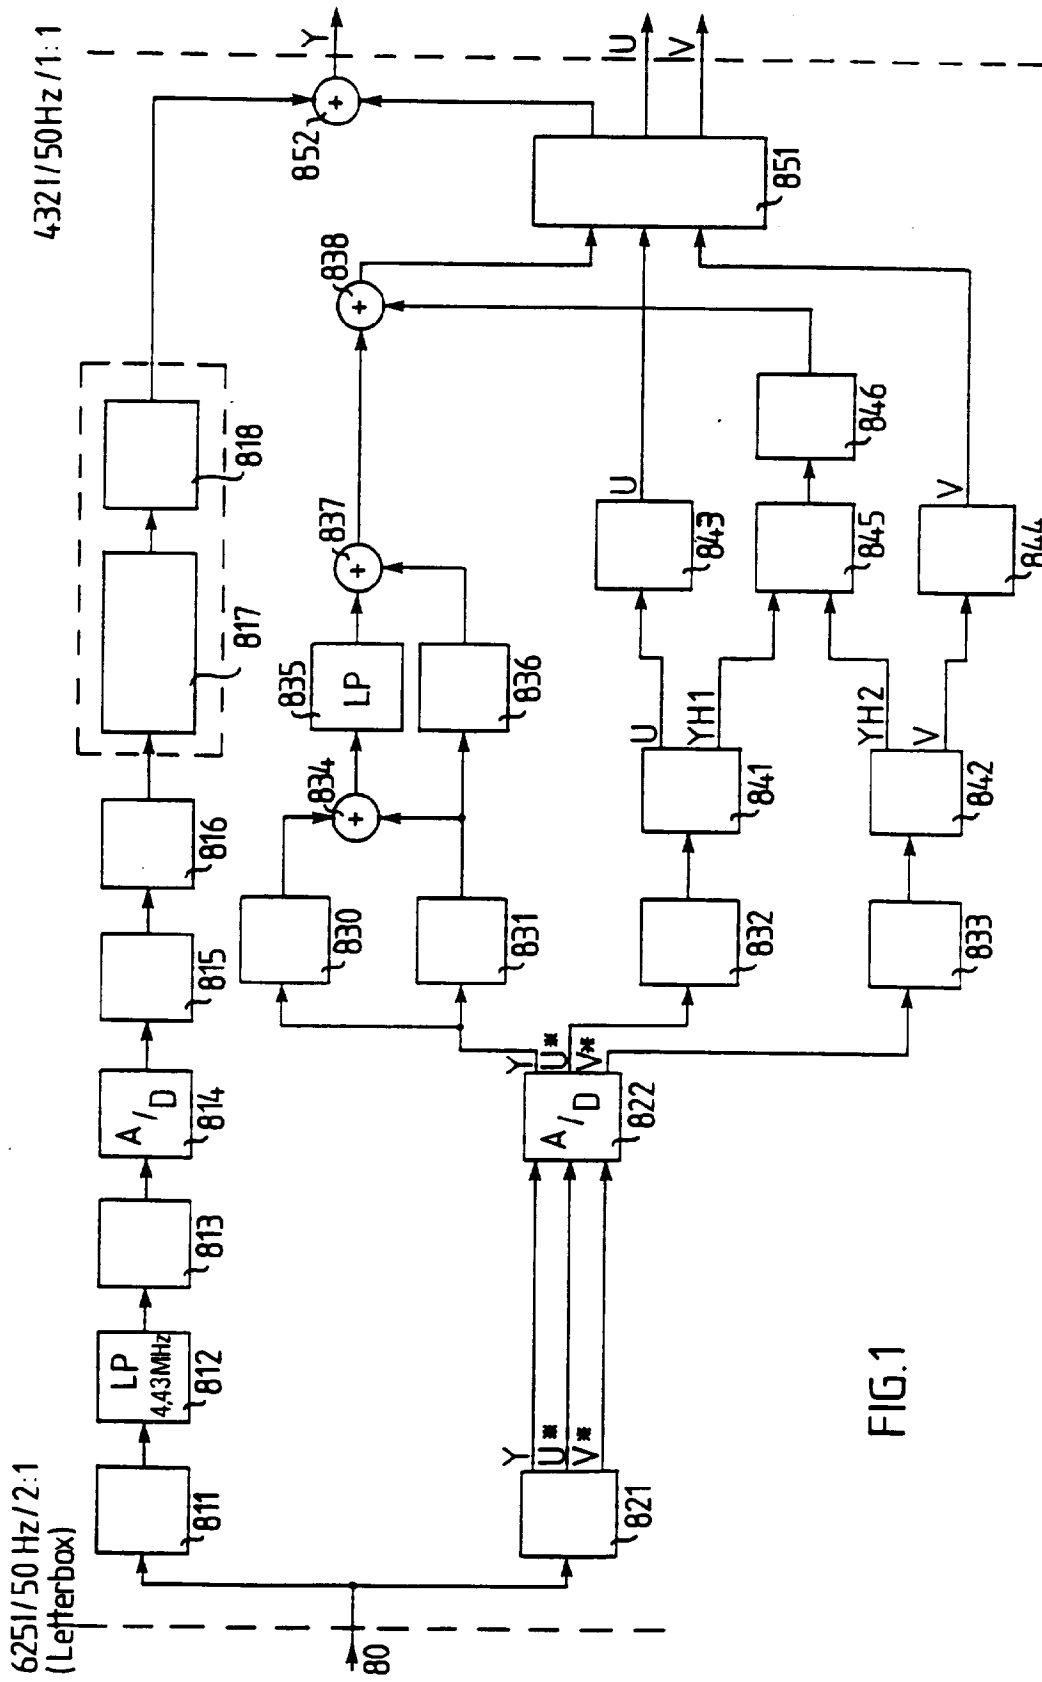 625l/50 Hz/2:1
(Letterbox)
432l/50Hz/1:1
80
811
LP
4,43MHz
812
813
A/D
814
815
816
817
818
852
Y
821
Y
U*
V*
A/D
822
Y
U*
V*
830
831
834
LP
835
836
837
838
832
833
841
U
YH1
842
YH2
V
843
U
845
846
844
V
851
U
V
FIG.1